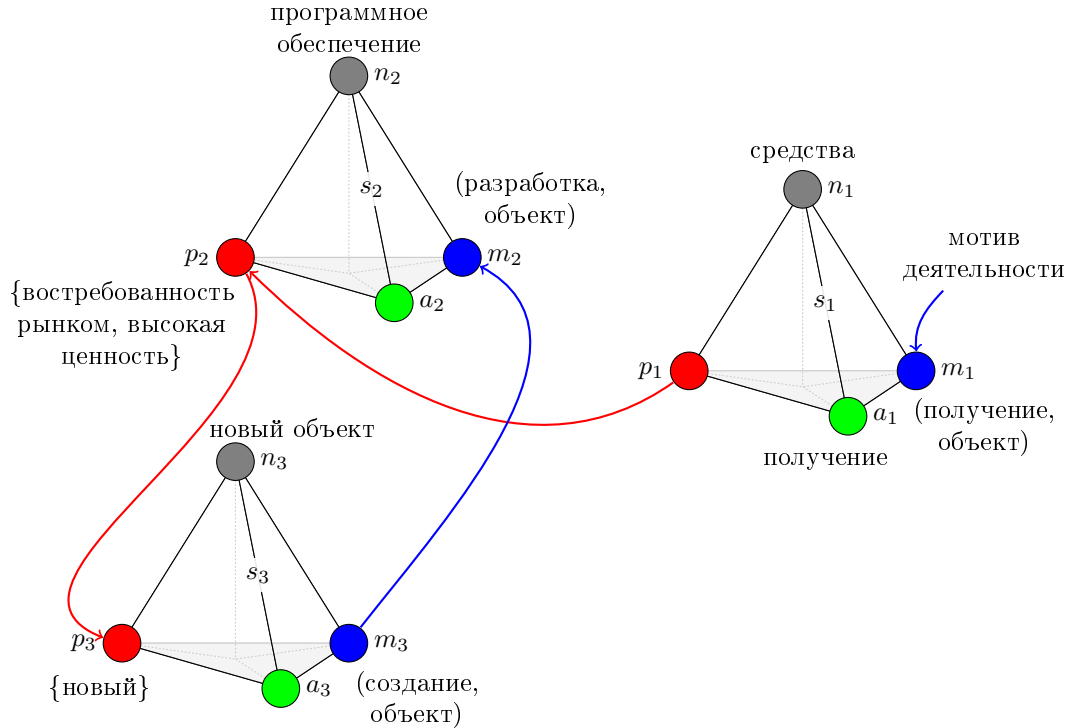 программное
обеспечение
n₂
s₂
(разработка,
объект)
p₂
m₂
a₂
{востребованность
рынком, высокая
ценность}
средства
n₁
мотив
деятельности
s₁
p₁
m₁
a₁
(получение,
объект)
получение
новый объект
n₃
s₃
p₃
m₃
a₃
{новый}
(создание,
объект)